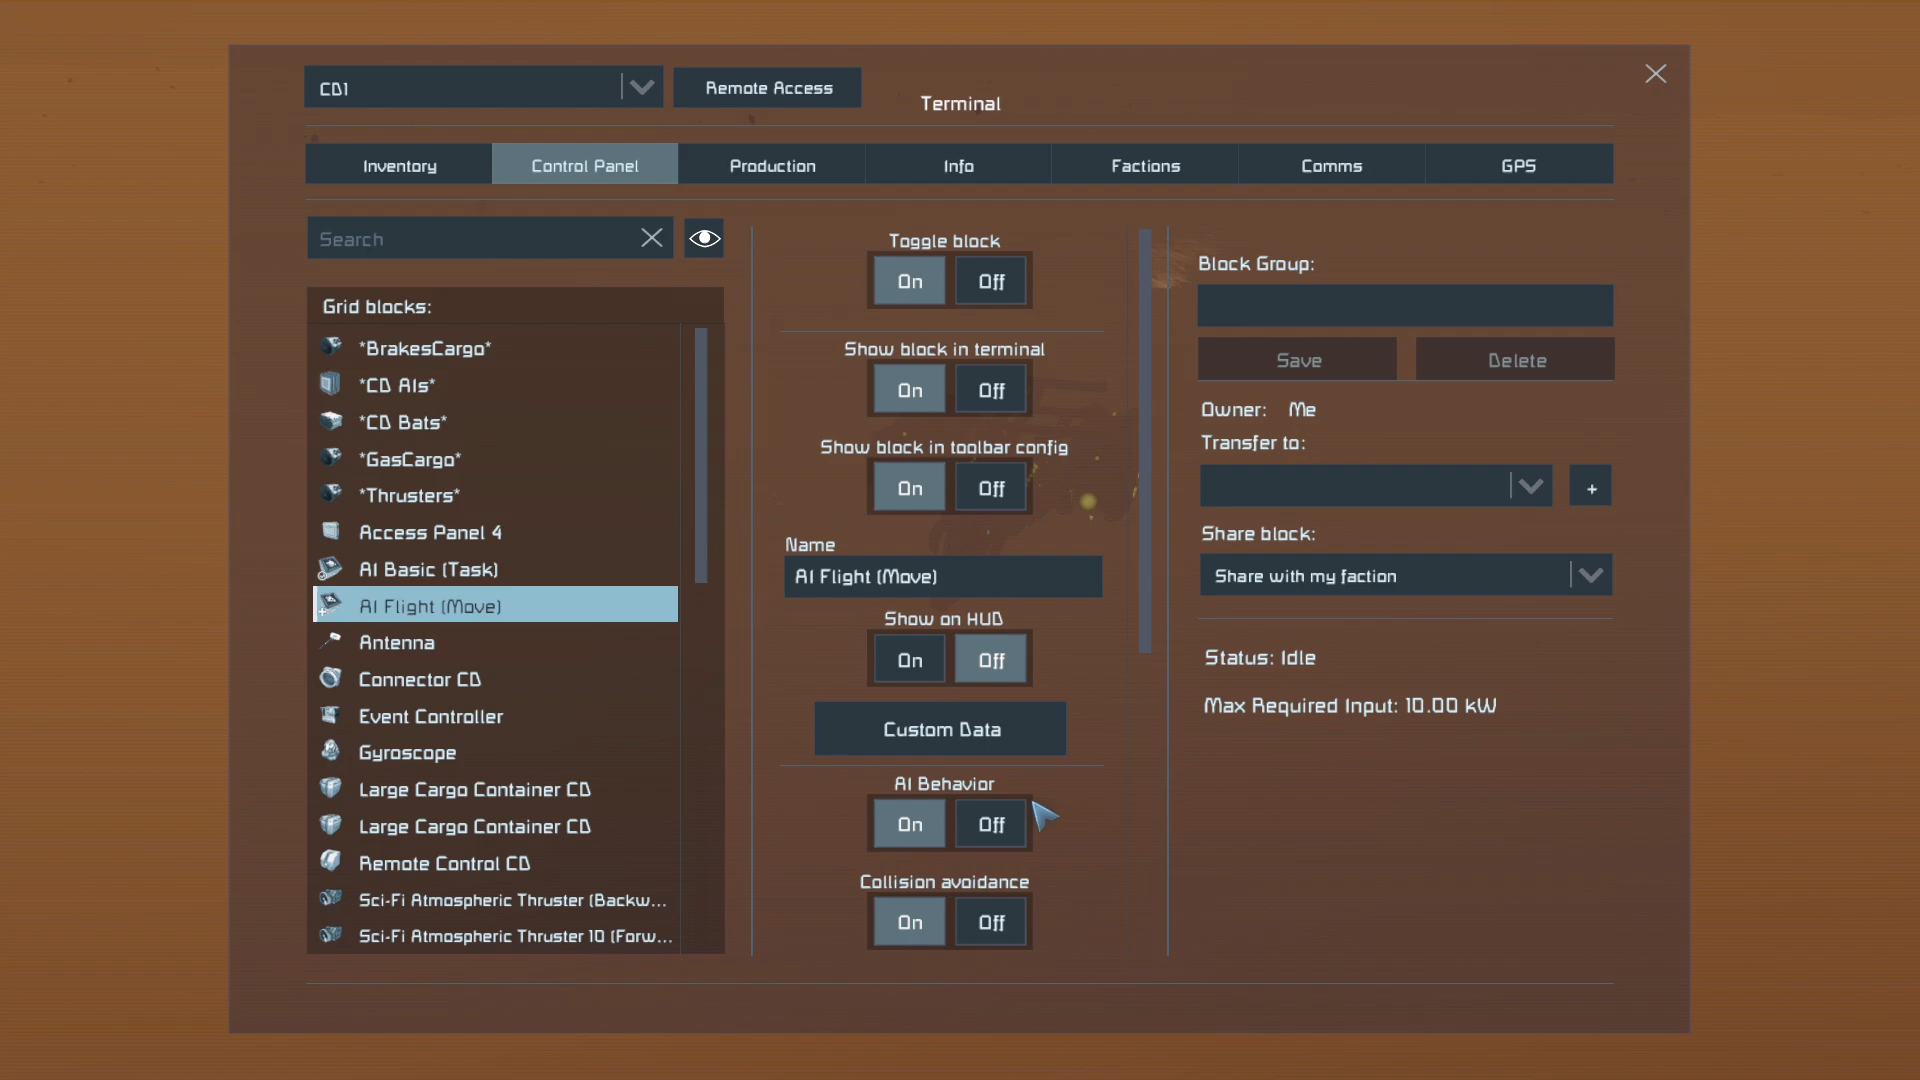 CD1
Remote Access
Terminal
Inventory
Control Panel
Production
Info
Factions
Comms
GPS
Search
Grid blocks:
*BrakesCargo*
*CD AIs*
*CD Bats*
*GasCargo*
*Thrusters*
Access Panel 4
AI Basic (Task)
AI Flight (Move)
Antenna
Connector CD
Event Controller
Gyroscope
Large Cargo Container CD
Large Cargo Container CD
Remote Control CD
Sci-Fi Atmospheric Thruster (Backw...
Sci-Fi Atmospheric Thruster 10 (Forw...
Toggle block
On Off
Show block in terminal
On Off
Show block in toolbar config
On Off
Name
AI Flight (Move)
Show on HUD
On Off
Custom Data
AI Behavior
On Off
Collision avoidance
On Off
Block Group:
Save Delete
Owner: Me
Transfer to:
+
Share block:
Share with my faction
Status: Idle
Max Required Input: 10.00 kW